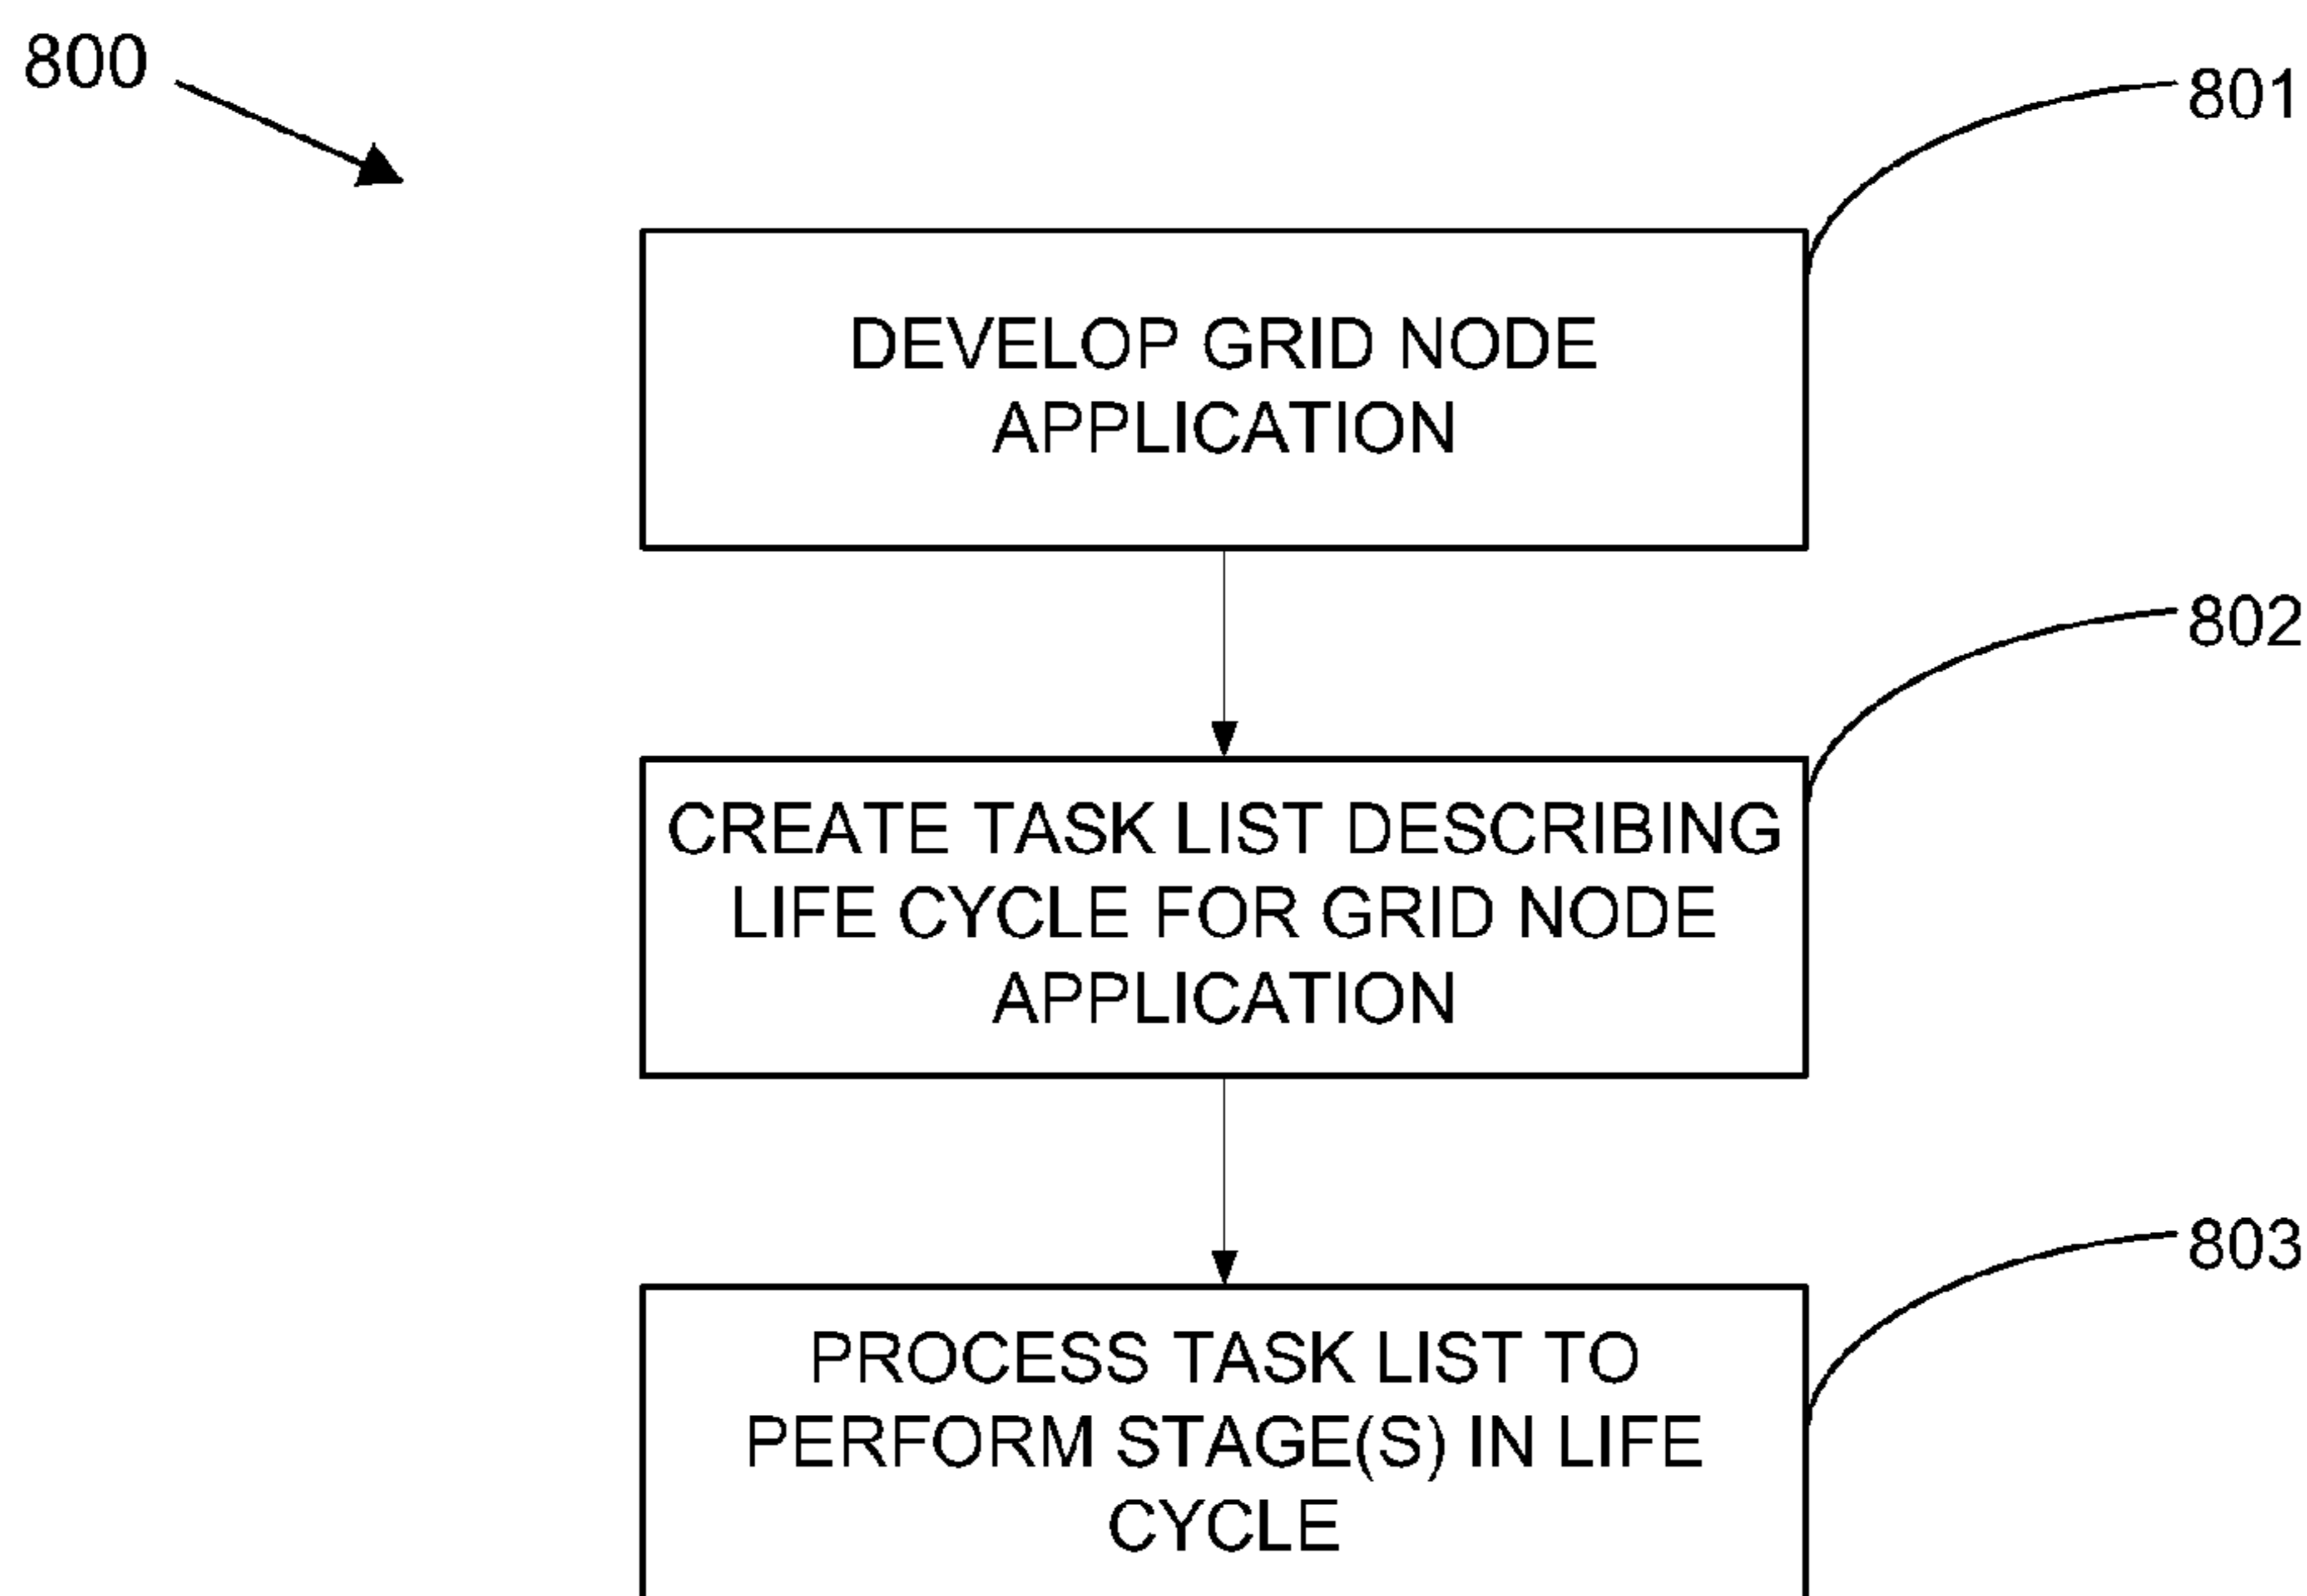 800
801
DEVELOP GRID NODE
APPLICATION
802
CREATE TASK LIST DESCRIBING
LIFE CYCLE FOR GRID NODE
APPLICATION
803
PROCESS TASK LIST TO
PERFORM STAGE(S) IN LIFE
CYCLE